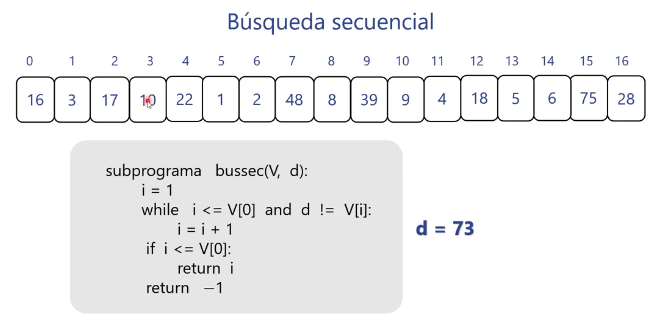 Búsqueda secuencial
0 1 2 3 4 5 6 7 8 9 10 11 12 13 14 15 16
16 3 17 10 22 1 2 48 8 39 9 4 18 5 6 75 28
subprograma bussec(V, d):
i = 1
while i <= V[0] and d != V[i]:
i = i + 1
if i <= V[0]:
return i
return −1
d = 73